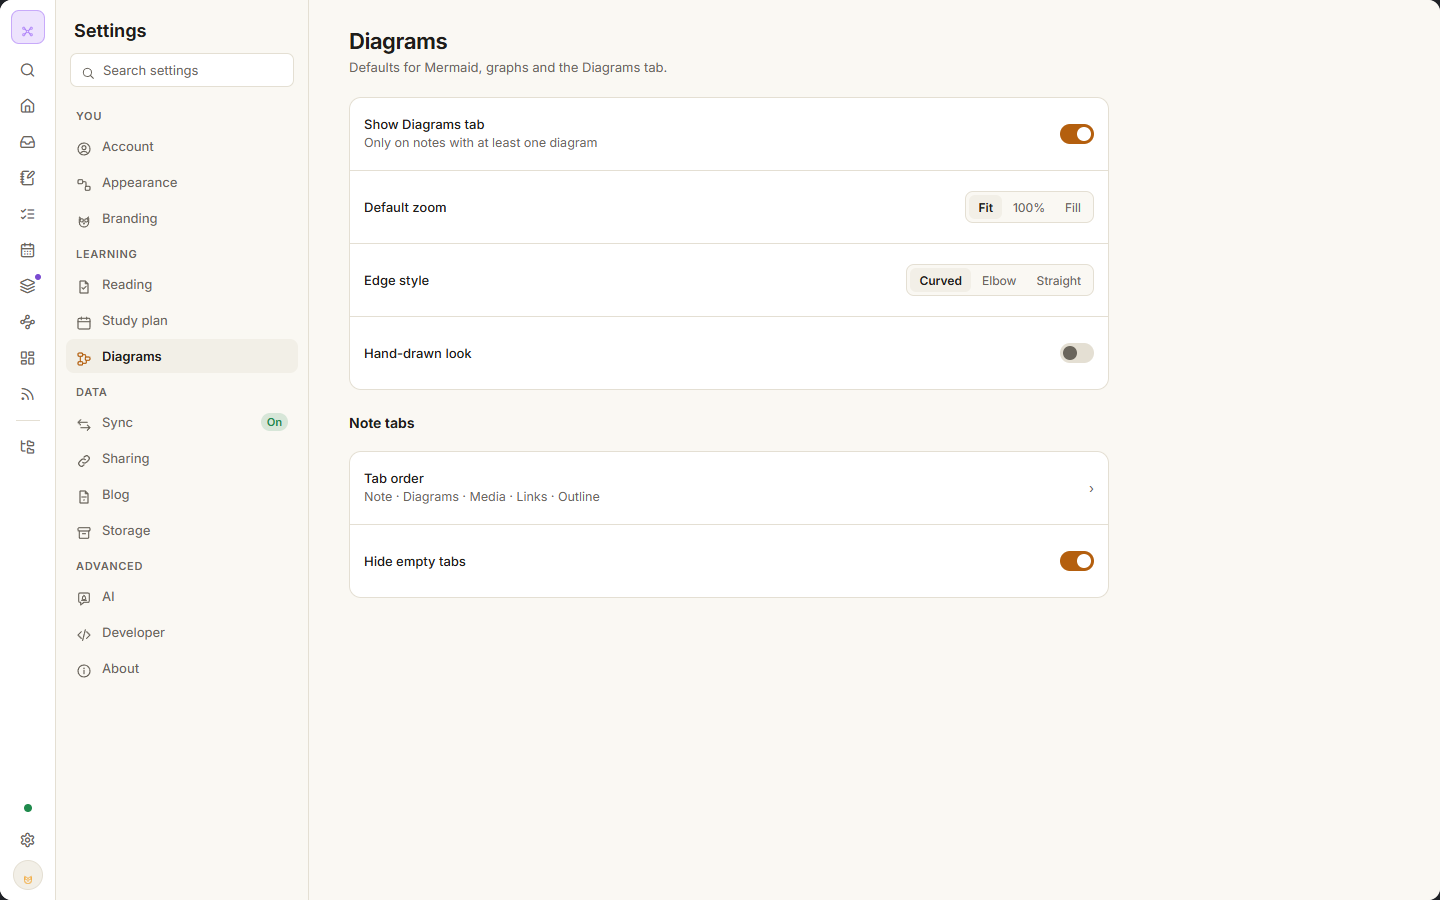 Settings
Search settings
YOU
Account
Appearance
Branding
LEARNING
Reading
Study plan
Diagrams
DATA
Sync On
Sharing
Blog
Storage
ADVANCED
AI
Developer
About
Diagrams
Defaults for Mermaid, graphs and the Diagrams tab.
Show Diagrams tab
Only on notes with at least one diagram
Default zoom Fit 100% Fill
Edge style Curved Elbow Straight
Hand-drawn look
Note tabs
Tab order
Note · Diagrams · Media · Links · Outline
Hide empty tabs